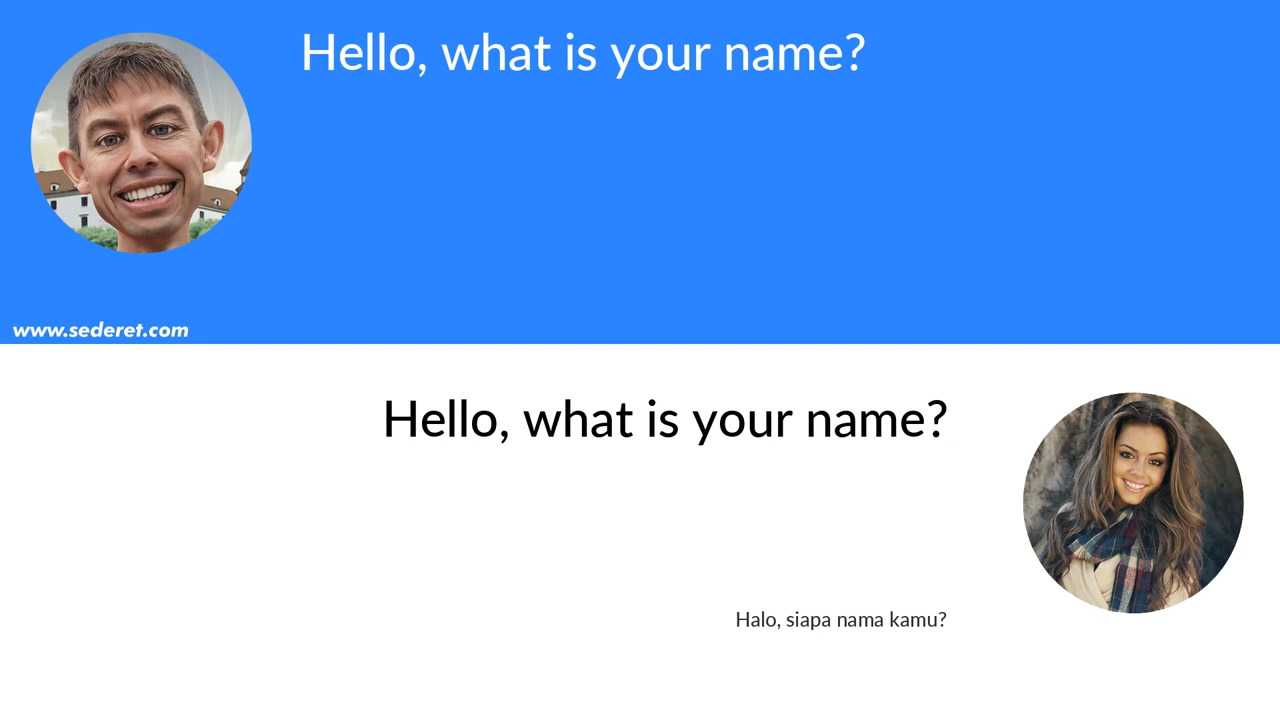 Hello, what is your name?
www.sederet.com
Hello, what is your name?
Halo, siapa nama kamu?